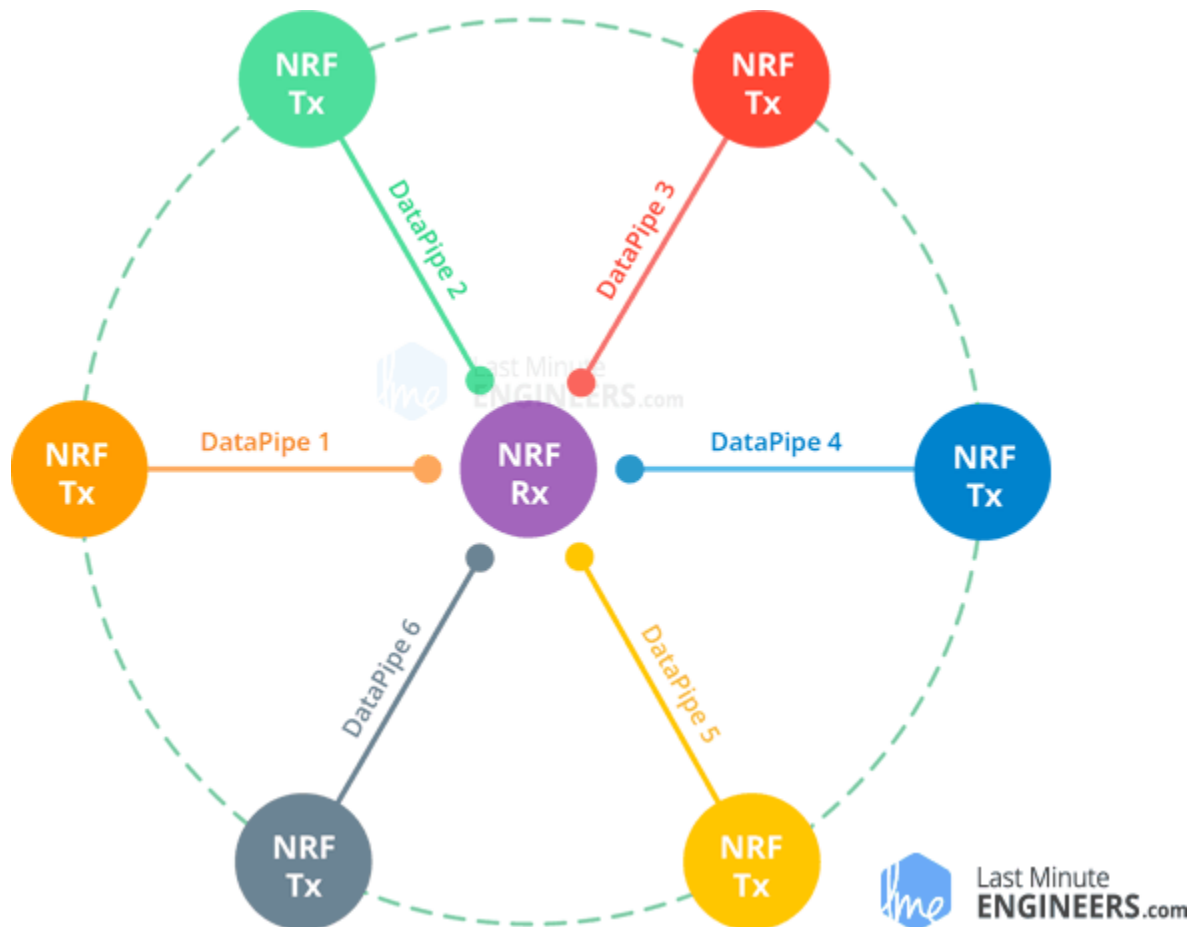 NRF
Tx
NRF
Tx
DataPipe 2
DataPipe 3
Last Minute
ENGINEERS.com
NRF
Tx
DataPipe 1
NRF
Rx
DataPipe 4
NRF
Tx
DataPipe 6
DataPipe 5
NRF
Tx
NRF
Tx
Last Minute
ENGINEERS.com